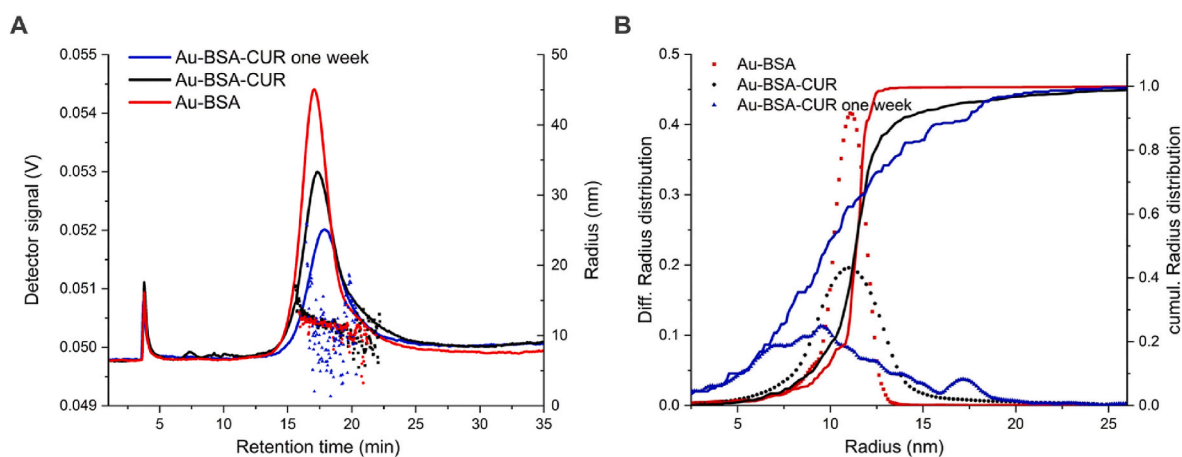 A
0.055
0.054
0.053
0.052
0.051
0.050
0.049
Detector signal (V)
Au-BSA-CUR one week
Au-BSA-CUR
Au-BSA
50
40
30
20
10
0
Radius (nm)
5 10 15 20 25 30 35
Retention time (min)
B
0.5
0.4
0.3
0.2
0.1
0.0
Diff. Radius distribution
Au-BSA
Au-BSA-CUR
Au-BSA-CUR one week
1.0
0.8
0.6
0.4
0.2
0.0
cumul. Radius distribution
5 10 15 20 25
Radius (nm)